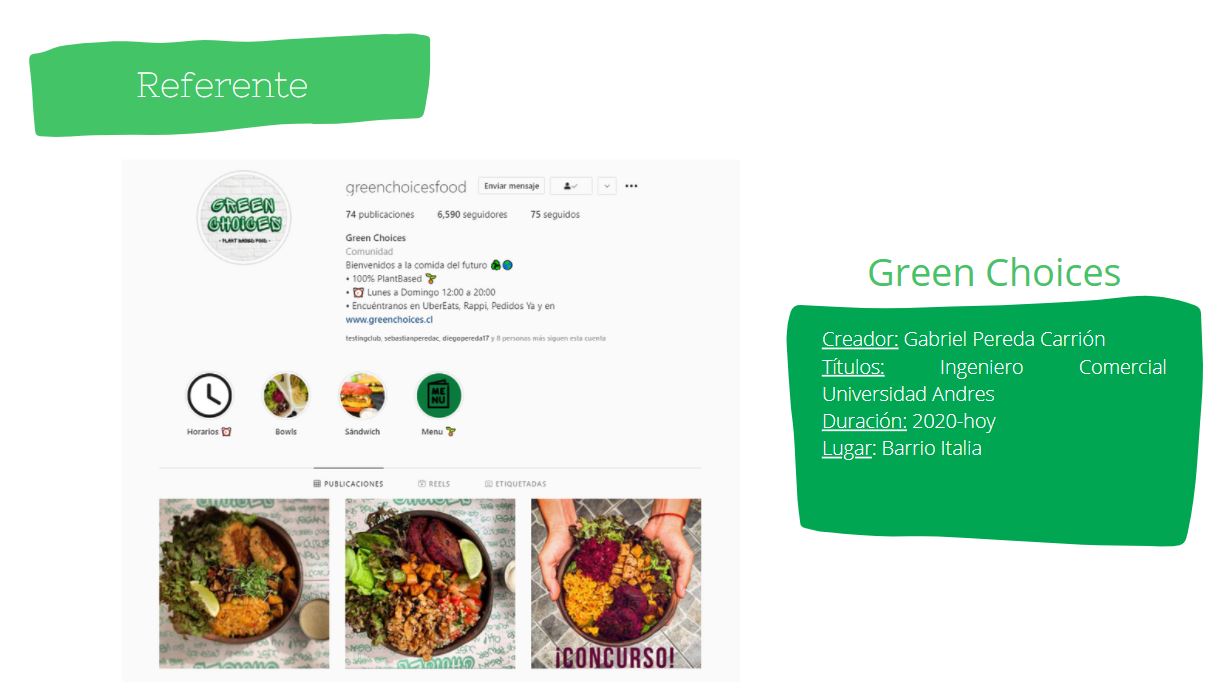 Referente
GREEN
CHOICES
- PLANT BASED FOOD -
greenchoicesfood Enviar mensaje
74 publicaciones 6,590 seguidores 75 seguidos
Green Choices
Comunidad
Bienvenidos a la comida del futuro
• 100% PlantBased
• Lunes a Domingo 12:00 a 20:00
• Encuéntranos en UberEats, Rappi, Pedidos Ya y en
www.greenchoices.cl
testingclub, sebastianperedac, diegopereda17 y 8 personas más siguen esta cuenta
MENU
Horarios Bowls Sándwich Menu
PUBLICACIONES REELS ETIQUETADAS
¡CONCURSO!
Green Choices
Creador: Gabriel Pereda Carrión
Títulos: Ingeniero Comercial
Universidad Andres
Duración: 2020-hoy
Lugar: Barrio Italia